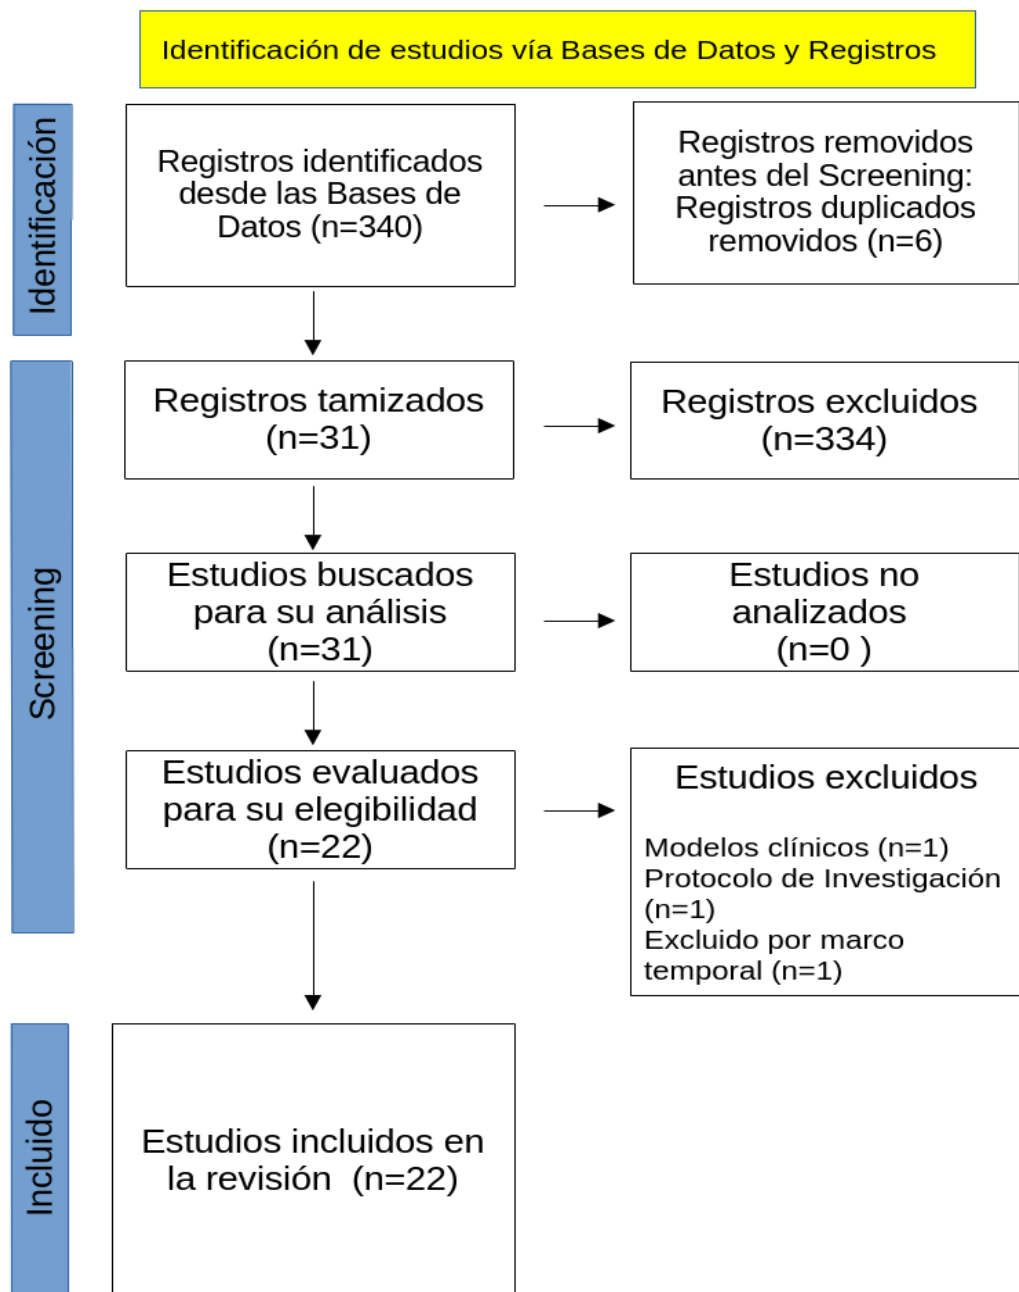 Identificación de estudios vía Bases de Datos y Registros
Identificación
Registros identificados
desde las Bases de
Datos (n=340)
Registros removidos
antes del Screening:
Registros duplicados
removidos (n=6)
Screening
Registros tamizados
(n=31)
Registros excluidos
(n=334)
Estudios buscados
para su análisis
(n=31)
Estudios no
analizados
(n=0 )
Estudios evaluados
para su elegibilidad
(n=22)
Estudios excluidos
Modelos clínicos (n=1)
Protocolo de Investigación
(n=1)
Excluido por marco
temporal (n=1)
Incluido
Estudios incluidos en
la revisión  (n=22)